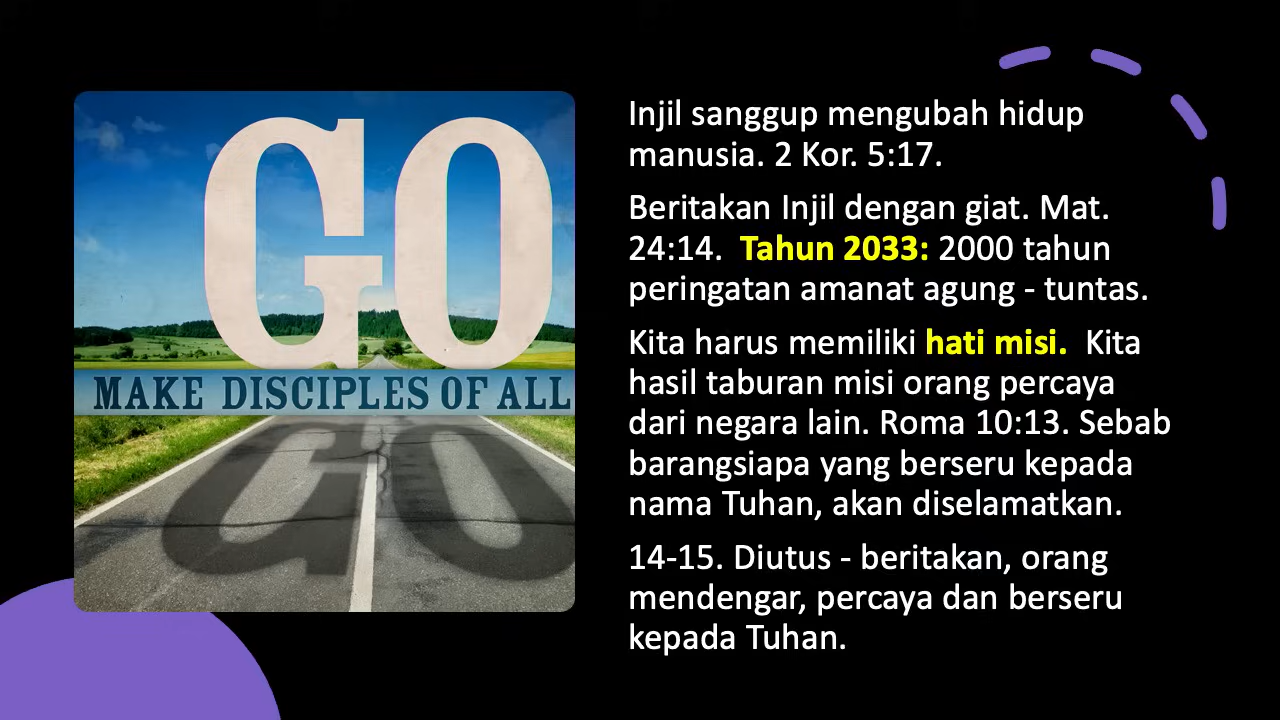 GO
MAKE DISCIPLES OF ALL
Injil sanggup mengubah hidup
manusia. 2 Kor. 5:17.
Beritakan Injil dengan giat. Mat.
24:14. Tahun 2033: 2000 tahun
peringatan amanat agung - tuntas.
Kita harus memiliki hati misi. Kita
hasil taburan misi orang percaya
dari negara lain. Roma 10:13. Sebab
barangsiapa yang berseru kepada
nama Tuhan, akan diselamatkan.
14-15. Diutus - beritakan, orang
mendengar, percaya dan berseru
kepada Tuhan.